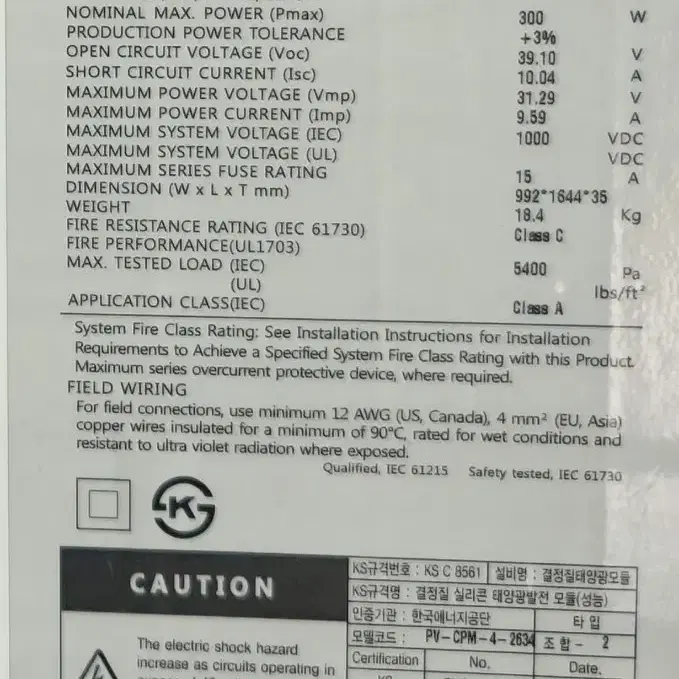 NOMINAL MAX. POWER (Pmax) 300 W
PRODUCTION POWER TOLERANCE +3%
OPEN CIRCUIT VOLTAGE (Voc) 39.10 V
SHORT CIRCUIT CURRENT (Isc) 10.04 A
MAXIMUM POWER VOLTAGE (Vmp) 31.29 V
MAXIMUM POWER CURRENT (Imp) 9.59 A
MAXIMUM SYSTEM VOLTAGE (IEC) 1000 VDC
MAXIMUM SYSTEM VOLTAGE (UL) VDC
MAXIMUM SERIES FUSE RATING 15 A
DIMENSION (W x L x T mm) 992*1644*35
WEIGHT 18.4 Kg
FIRE RESISTANCE RATING (IEC 61730) Class C
FIRE PERFORMANCE(UL1703)
MAX. TESTED LOAD (IEC) 5400 Pa
(UL) lbs/ft²
APPLICATION CLASS(IEC) Class A
System Fire Class Rating: See Installation Instructions for Installation
Requirements to Achieve a Specified System Fire Class Rating with this Product.
Maximum series overcurrent protective device, where required.
FIELD WIRING
For field connections, use minimum 12 AWG (US, Canada), 4 mm² (EU, Asia)
copper wires insulated for a minimum of 90℃, rated for wet conditions and
resistant to ultra violet radiation where exposed.
Qualified, IEC 61215 Safety tested, IEC 61730
CAUTION
The electric shock hazard
increase as circuits operating in
KS규격번호 : KS C 8561 설비명 : 결정질태양광모듈
KS규격명 : 결정질 실리콘 태양광발전 모듈(성능)
인증기관 : 한국에너지공단 타 입
모델코드 : PV-CPM-4-2634 조 합 - 2
Certification No. Date.